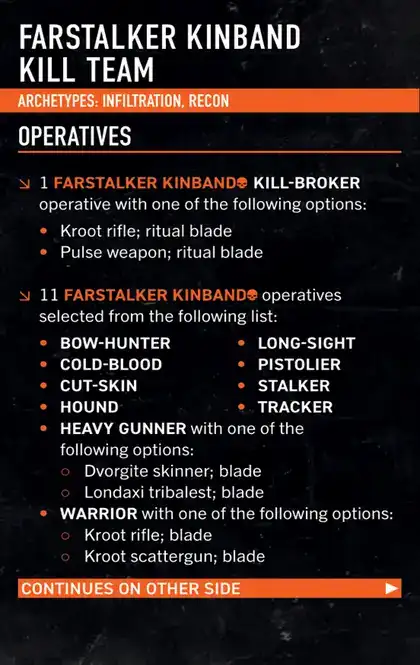 FARSTALKER KINBAND
KILL TEAM
ARCHETYPES: INFILTRATION, RECON
OPERATIVES
↘ 1 FARSTALKER KINBAND💀 KILL-BROKER
operative with one of the following options:
• Kroot rifle; ritual blade
• Pulse weapon; ritual blade
↘ 11 FARSTALKER KINBAND💀 operatives
selected from the following list:
• BOW-HUNTER
• COLD-BLOOD
• CUT-SKIN
• HOUND
• LONG-SIGHT
• PISTOLIER
• STALKER
• TRACKER
• HEAVY GUNNER with one of the
following options:
○ Dvorgite skinner; blade
○ Londaxi tribalest; blade
• WARRIOR with one of the following options:
○ Kroot rifle; blade
○ Kroot scattergun; blade
CONTINUES ON OTHER SIDE ▶